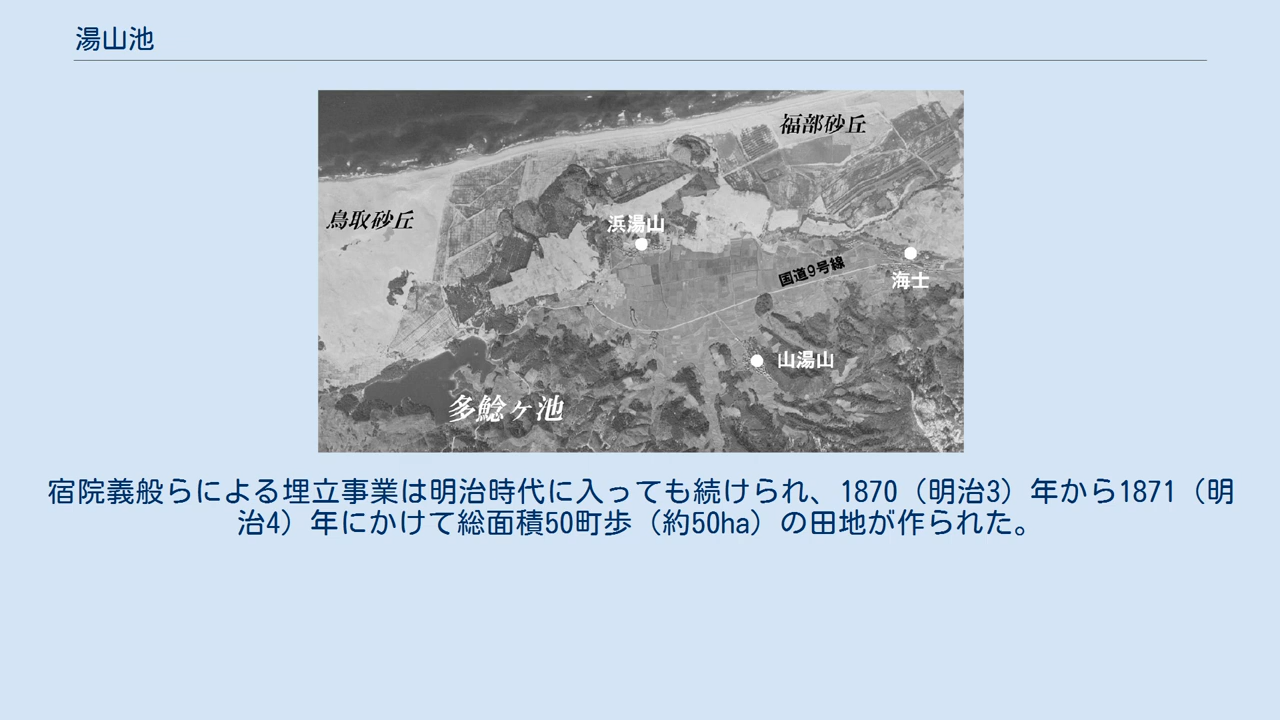 湯山池
福部砂丘
鳥取砂丘
浜湯山
国道9号線
海士
山湯山
多鯰ヶ池
宿院義般らによる埋立事業は明治時代に入っても続けられ、1870（明治3）年から1871（明
治4）年にかけて総面積50町歩（約50ha）の田地が作られた。